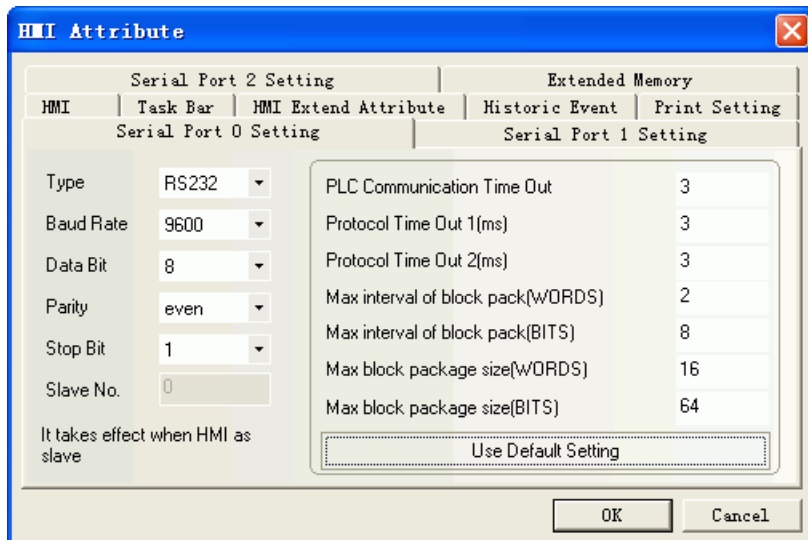 HMI Attribute
Serial Port 2 Setting Extended Memory
HMI Task Bar HMI Extend Attribute Historic Event Print Setting
Serial Port 0 Setting Serial Port 1 Setting
Type RS232
Baud Rate 9600
Data Bit 8
Parity even
Stop Bit 1
Slave No. 0
It takes effect when HMI as
slave
PLC Communication Time Out 3
Protocol Time Out 1(ms) 3
Protocol Time Out 2(ms) 3
Max interval of block pack(WORDS) 2
Max interval of block pack(BITS) 8
Max block package size(WORDS) 16
Max block package size(BITS) 64
Use Default Setting
OK Cancel